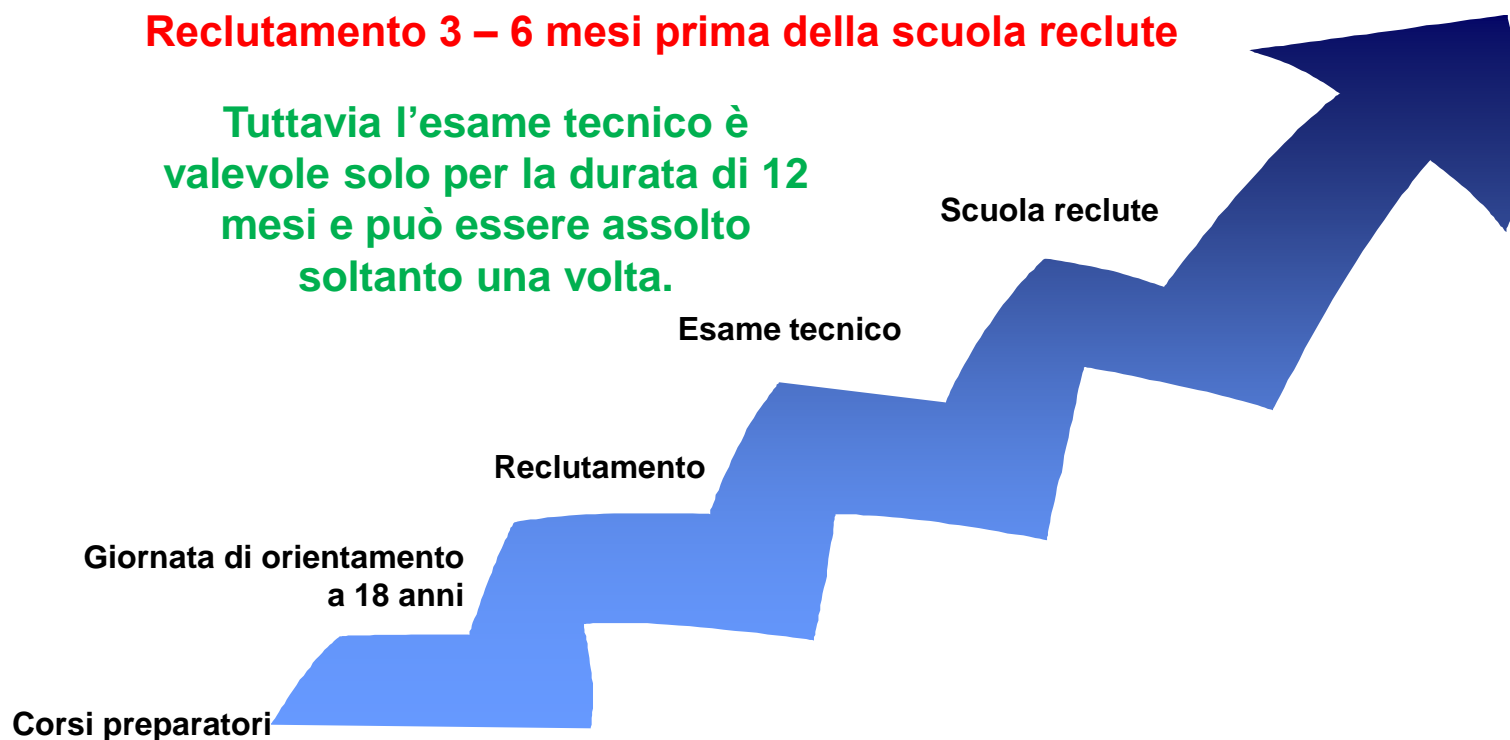 Reclutamento 3 – 6 mesi prima della scuola reclute
Tuttavia l’esame tecnico è
valevole solo per la durata di 12
mesi e può essere assolto
soltanto una volta.
Scuola reclute
Esame tecnico
Reclutamento
Giornata di orientamento
a 18 anni
Corsi preparatori